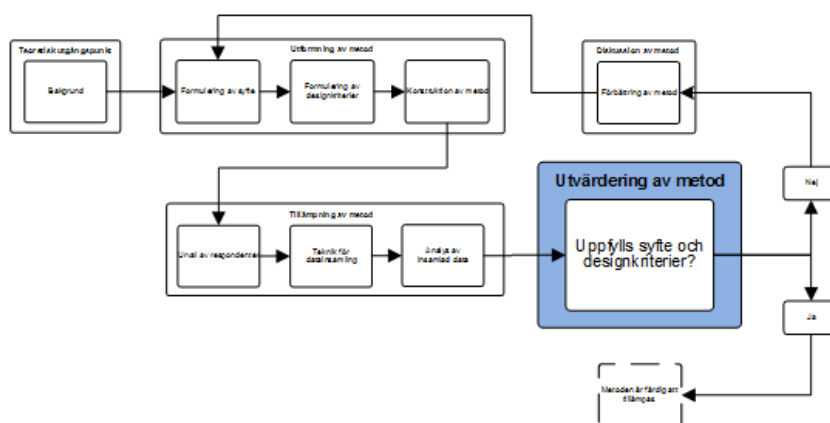 Teoretisk utgångspunkt
Bakgrund
Utformning av metod
Formulering av syfte
Formulering av
designkriterier
Konstruktion av metod
Diskussion av metod
Förbättring av metod
Tillämpning av metod
Urval av respondenter
Teknik för
datainsamling
Analys av
insamlad data
Utvärdering av metod
Uppfylls syfte och
designkriterier?
Nej
Ja
Metoden är färdig att
tillämpas